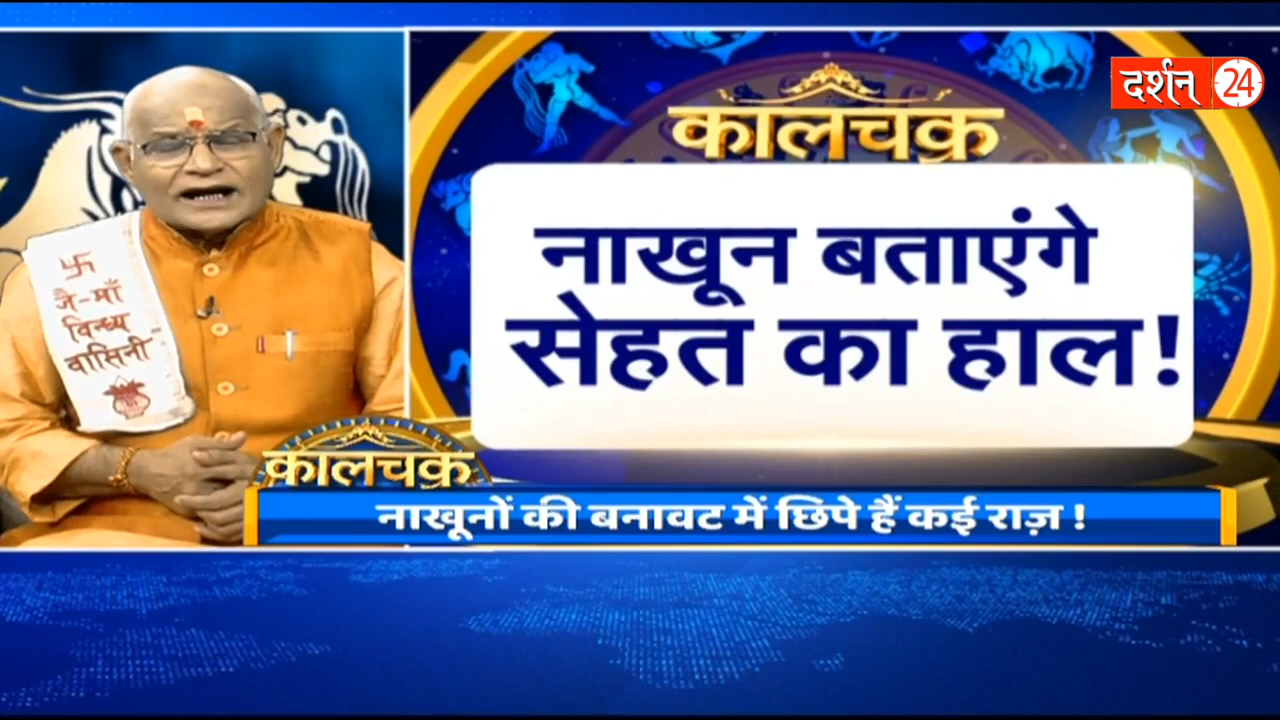 दर्शन 24
कालचक्र
नाखून बताएंगे
सेहत का हाल!
जै-माँ
विन्ध्य
वासिनी
कालचक्र
नाखूनों की बनावट में छिपे हैं कई राज़ !